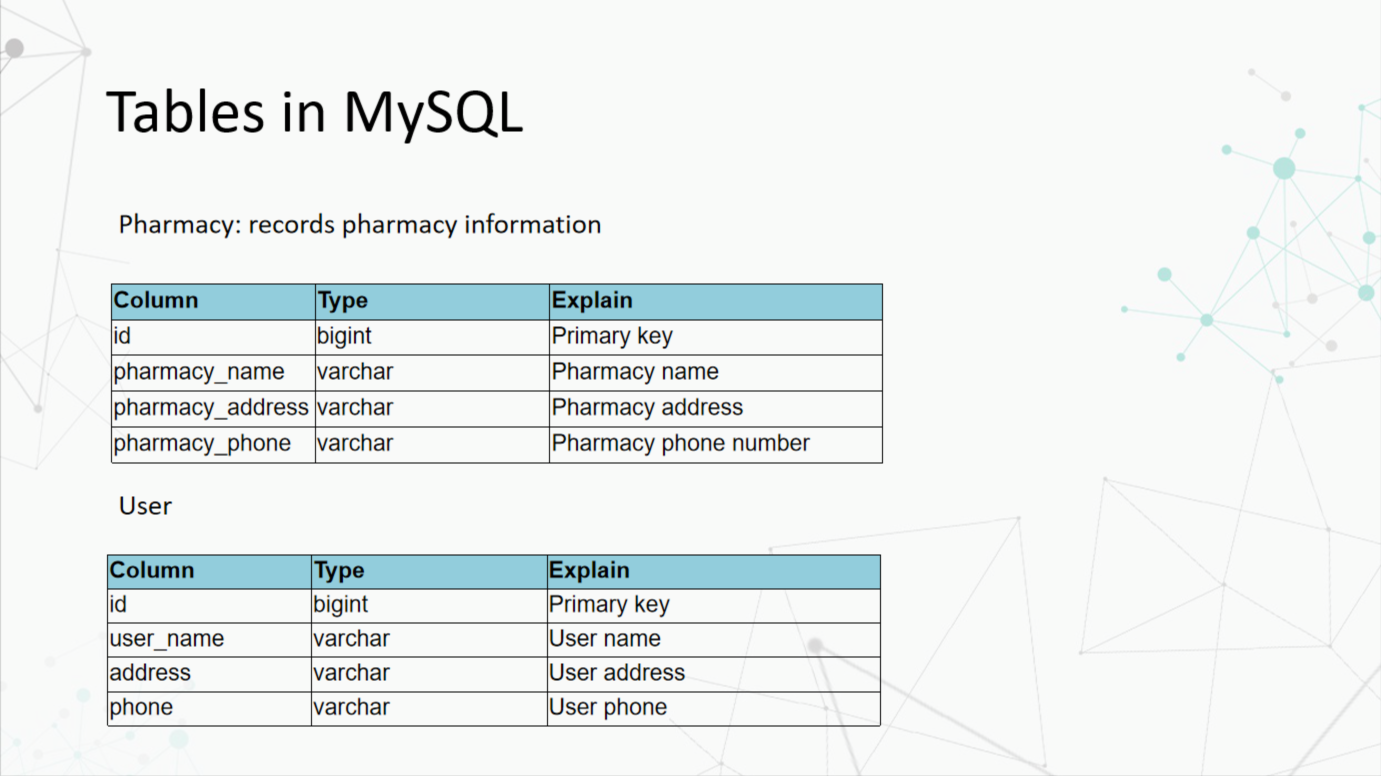 Tables in MySQL
Pharmacy: records pharmacy information
Column Type Explain
id bigint Primary key
pharmacy_name varchar Pharmacy name
pharmacy_address varchar Pharmacy address
pharmacy_phone varchar Pharmacy phone number
User
Column Type Explain
id bigint Primary key
user_name varchar User name
address varchar User address
phone varchar User phone